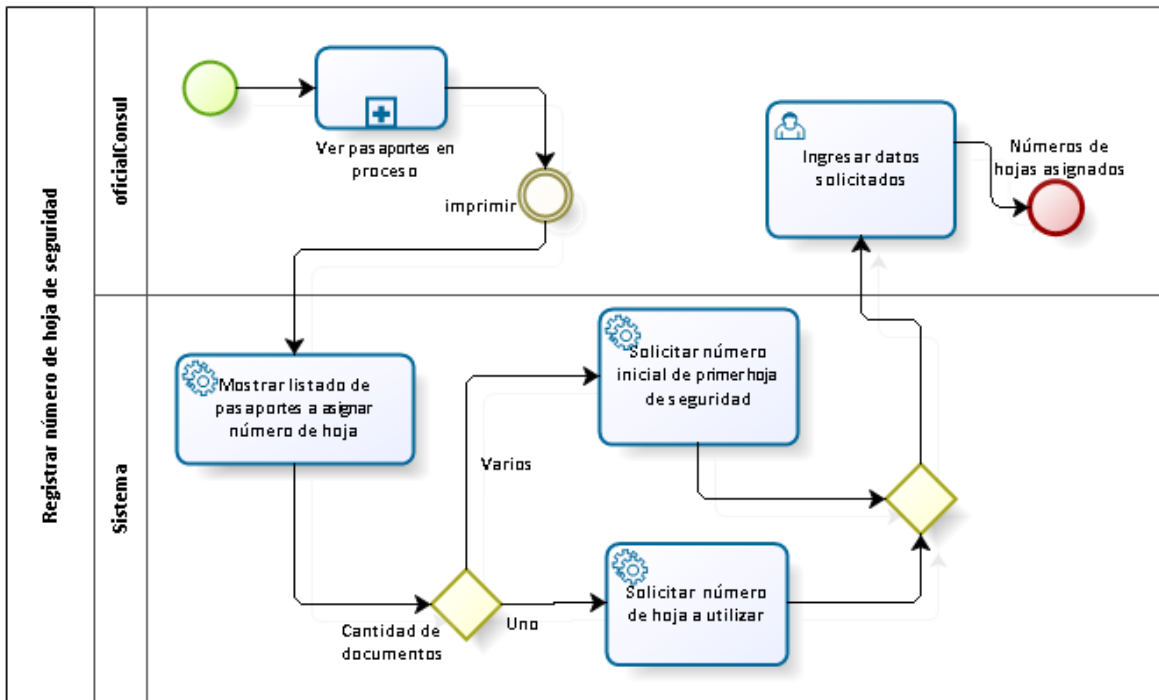 Registrar número de hoja de seguridad
oficialConsul
Ver pasaportes en
proceso
imprimir
Ingresar datos
solicitados
Números de
hojas asignados
Sistema
Mostrar listado de
pasaportes a asignar
número de hoja
Cantidad de
documentos
Varios
Uno
Solicitar número
inicial de primer hoja
de seguridad
Solicitar número
de hoja a utilizar